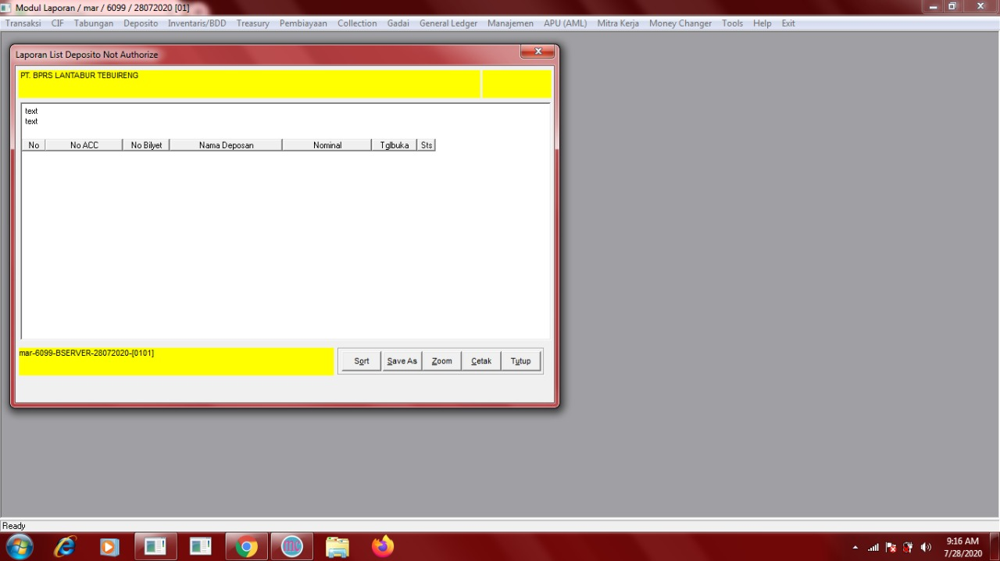 Modul Laporan / mar / 6099 / 28072020 [01]
Transaksi CIF Tabungan Deposito Inventaris/BDD Treasury Pembiayaan Collection Gadai General Ledger Manajemen APU (AML) Mitra Kerja Money Changer Tools Help Exit
Laporan List Deposito Not Authorize
PT. BPRS LANTABUR TEBUIRENG
text
text
No No ACC No Bilyet Nama Deposan Nominal Tglbuka Sts
mar-6099-BSERVER-28072020-[0101]
Sort Save As Zoom Cetak Tutup
Ready
9:16 AM
7/28/2020